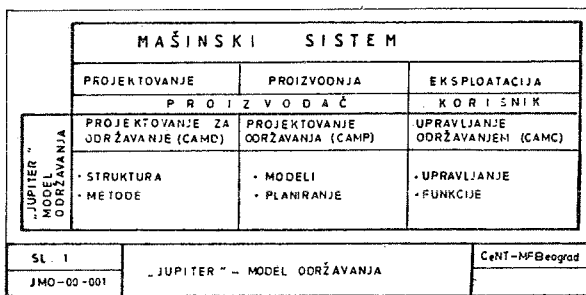 MAŠINSKI SISTEM
PROJEKTOVANJE PROIZVODNJA EKSPLOATACIJA
PROIZVOĐAČ KORISNIK
„JUPITER"
MODEL
ODRŽAVANJA
PROJEKTOVANJE ZA
ODRŽAVANJE (CAMD)
PROJEKTOVANJE
ODRŽAVANJA (CAMP)
UPRAVLJANJE
ODRŽAVANJEM (CAMC)
• STRUKTURA
• METODE
• MODELI
• PLANIRANJE
• UPRAVLJANJE
• FUNKCIJE
SL. 1
JMO-00-001
„JUPITER" – MODEL ODRŽAVANJA
CeNT-MFBeograd